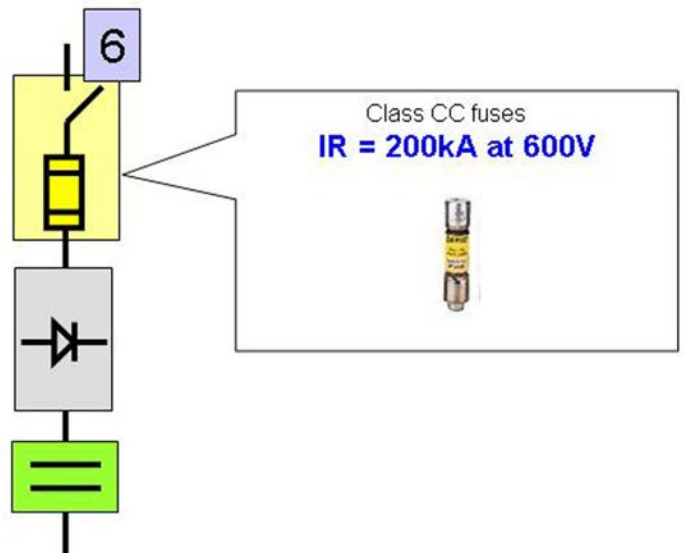 6
Class CC fuses
IR = 200kA at 600V